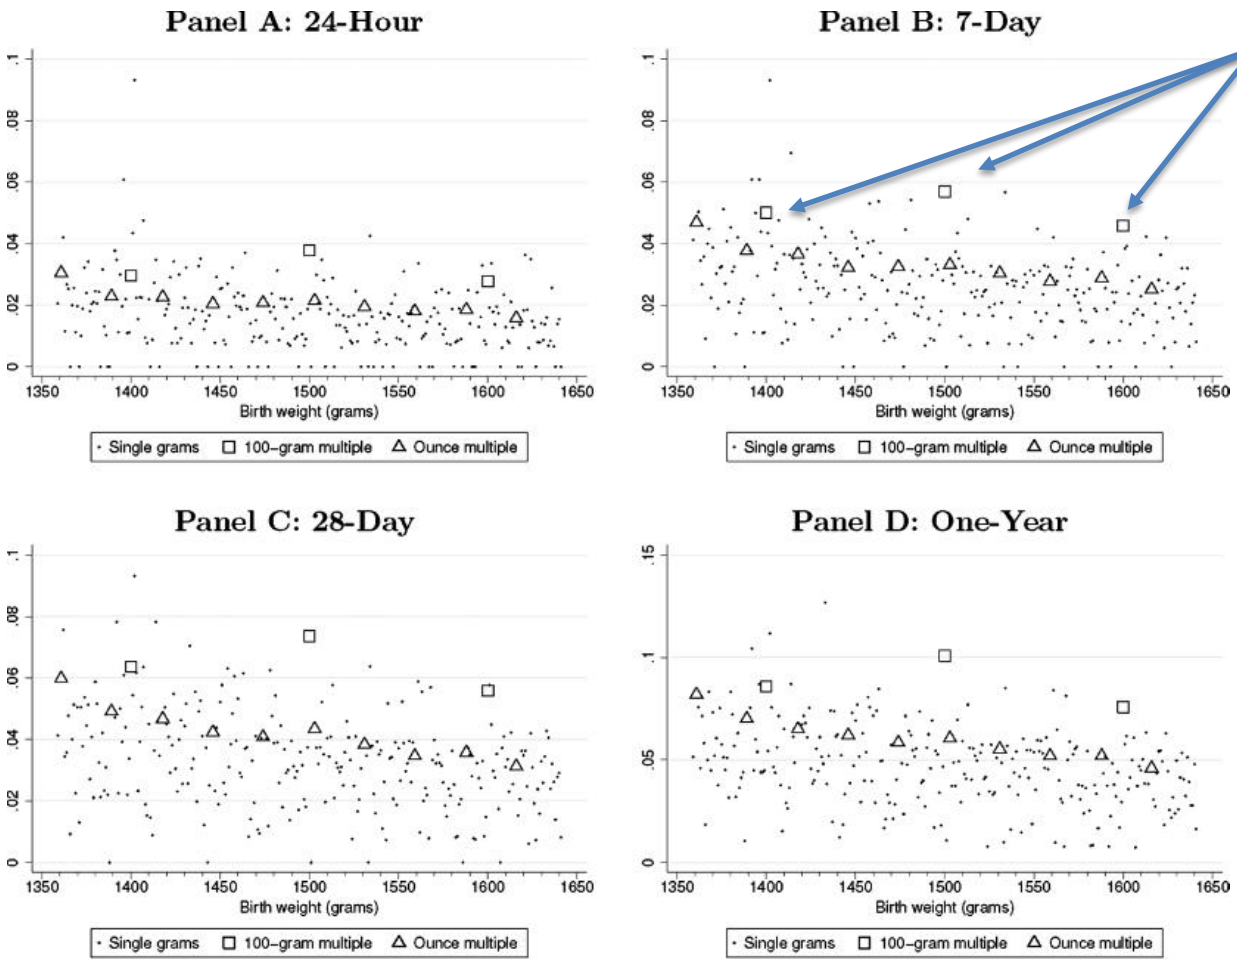 Panel A: 24-Hour
.1
.08
.06
.04
.02
0
1350 1400 1450 1500 1550 1600 1650
Birth weight (grams)
Single grams 100-gram multiple Ounce multiple
Panel B: 7-Day
.1
.08
.06
.04
.02
0
1350 1400 1450 1500 1550 1600 1650
Birth weight (grams)
Single grams 100-gram multiple Ounce multiple
Panel C: 28-Day
.1
.08
.06
.04
.02
0
1350 1400 1450 1500 1550 1600 1650
Birth weight (grams)
Single grams 100-gram multiple Ounce multiple
Panel D: One-Year
.15
.1
.05
0
1350 1400 1450 1500 1550 1600 1650
Birth weight (grams)
Single grams 100-gram multiple Ounce multiple